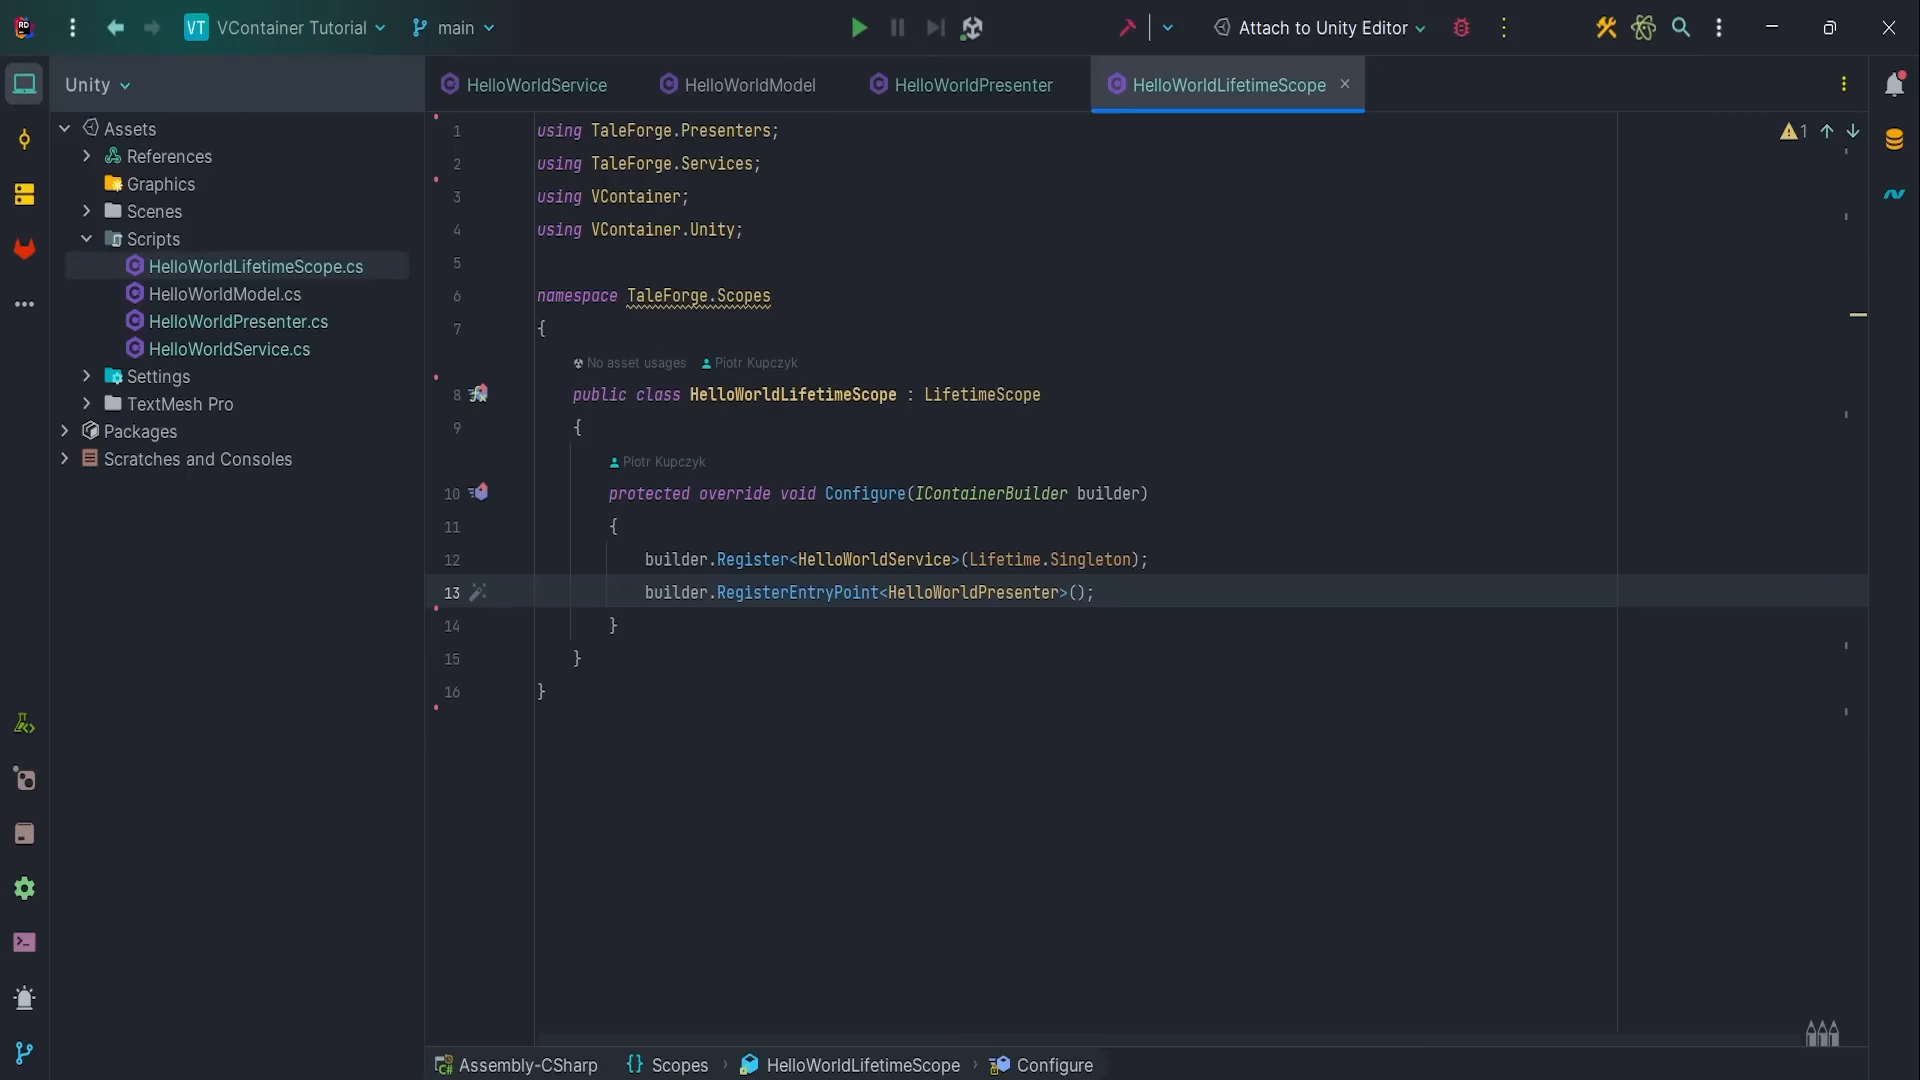 RD
VT VContainer Tutorial main Attach to Unity Editor
Unity
HelloWorldService HelloWorldModel HelloWorldPresenter HelloWorldLifetimeScope
Assets
References
Graphics
Scenes
Scripts
HelloWorldLifetimeScope.cs
HelloWorldModel.cs
HelloWorldPresenter.cs
HelloWorldService.cs
Settings
TextMesh Pro
Packages
Scratches and Consoles
1 using TaleForge.Presenters;
2 using TaleForge.Services;
3 using VContainer;
4 using VContainer.Unity;
5
6 namespace TaleForge.Scopes
7 {
No asset usages Piotr Kupczyk
8 public class HelloWorldLifetimeScope : LifetimeScope
9 {
Piotr Kupczyk
10 protected override void Configure(IContainerBuilder builder)
11 {
12 builder.Register<HelloWorldService>(Lifetime.Singleton);
13 builder.RegisterEntryPoint<HelloWorldPresenter>();
14 }
15 }
16 }
1
Assembly-CSharp {} Scopes HelloWorldLifetimeScope Configure